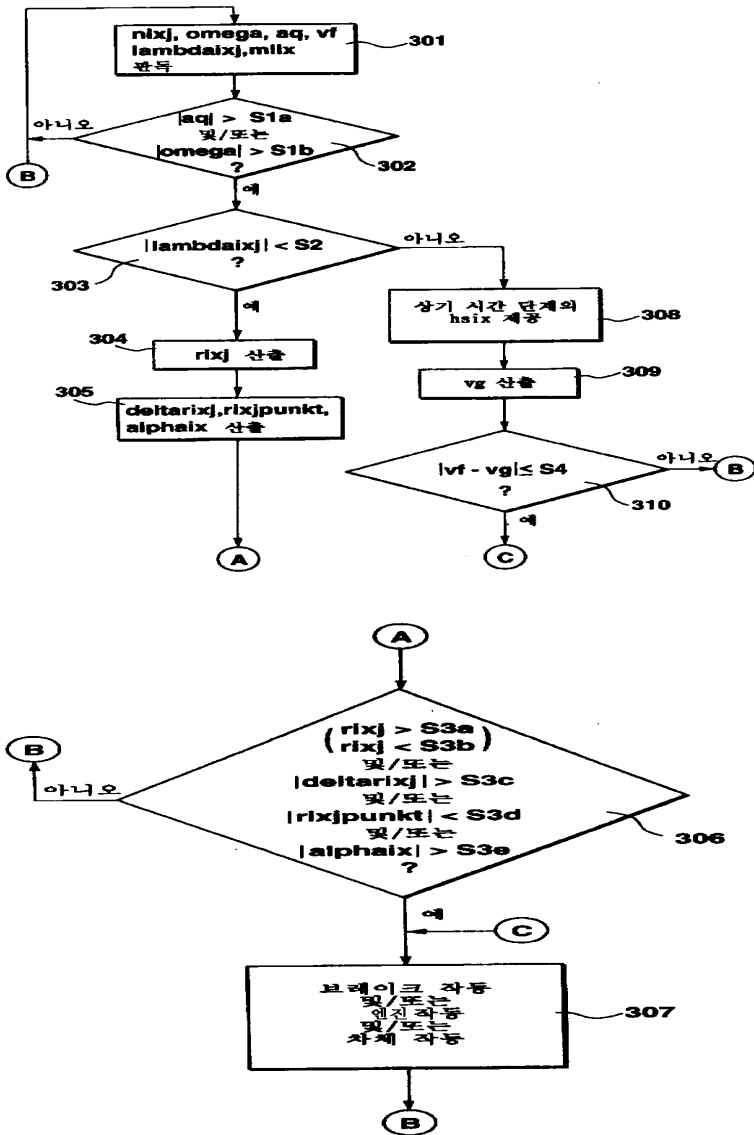 nixj, omega, aq, vf
lambdaixj,miix
판독
301
|aq| > S1a
및/또는
|omega| > S1b
?
302
아니오
B
예
|lambdaixj| < S2
?
303
아니오
예
304
rixj 산출
305
deltarixj,rixjpunkt,
alphaix 산출
A
상기 시간 단계의
hsix 제공
308
309
vg 산출
|vf - vg|≤ S4
?
310
아니오
B
예
C
A
(rixj > S3a
rixj < S3b)
및/또는
|deltarixj| > S3c
및/또는
|rixjpunkt| < S3d
및/또는
|alphaix| > S3e
?
306
B
아니오
예
C
브레이크 작동
및/또는
엔진 작동
및/또는
차체 작동
307
B